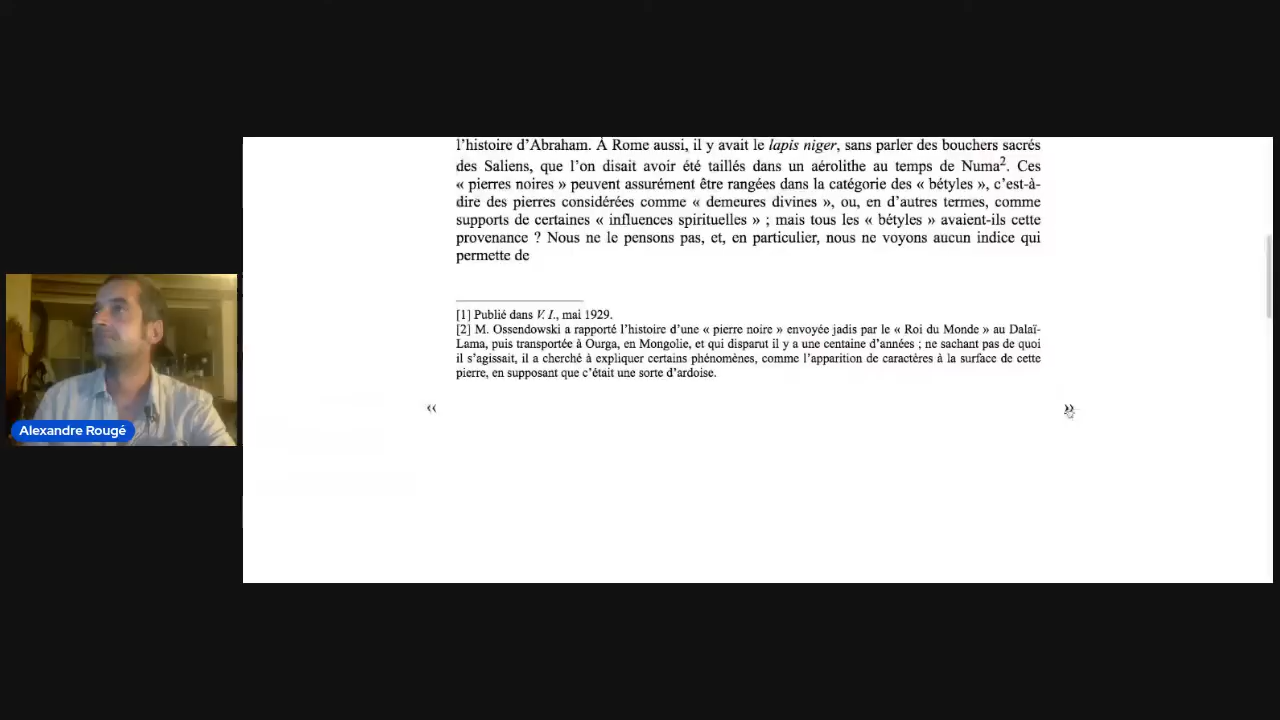 l’histoire d’Abraham. À Rome aussi, il y avait le lapis niger, sans parler des bouchers sacrés
des Saliens, que l’on disait avoir été taillés dans un aérolithe au temps de Numa2. Ces
« pierres noires » peuvent assurément être rangées dans la catégorie des « bétyles », c’est-à-
dire des pierres considérées comme « demeures divines », ou, en d’autres termes, comme
supports de certaines « influences spirituelles » ; mais tous les « bétyles » avaient-ils cette
provenance ? Nous ne le pensons pas, et, en particulier, nous ne voyons aucun indice qui
permette de
[1] Publié dans V. I., mai 1929.
[2] M. Ossendowski a rapporté l’histoire d’une « pierre noire » envoyée jadis par le « Roi du Monde » au Dalaï-
Lama, puis transportée à Ourga, en Mongolie, et qui disparut il y a une centaine d’années ; ne sachant pas de quoi
il s’agissait, il a cherché à expliquer certains phénomènes, comme l’apparition de caractères à la surface de cette
pierre, en supposant que c’était une sorte d’ardoise.
‹‹ ››
Alexandre Rougé